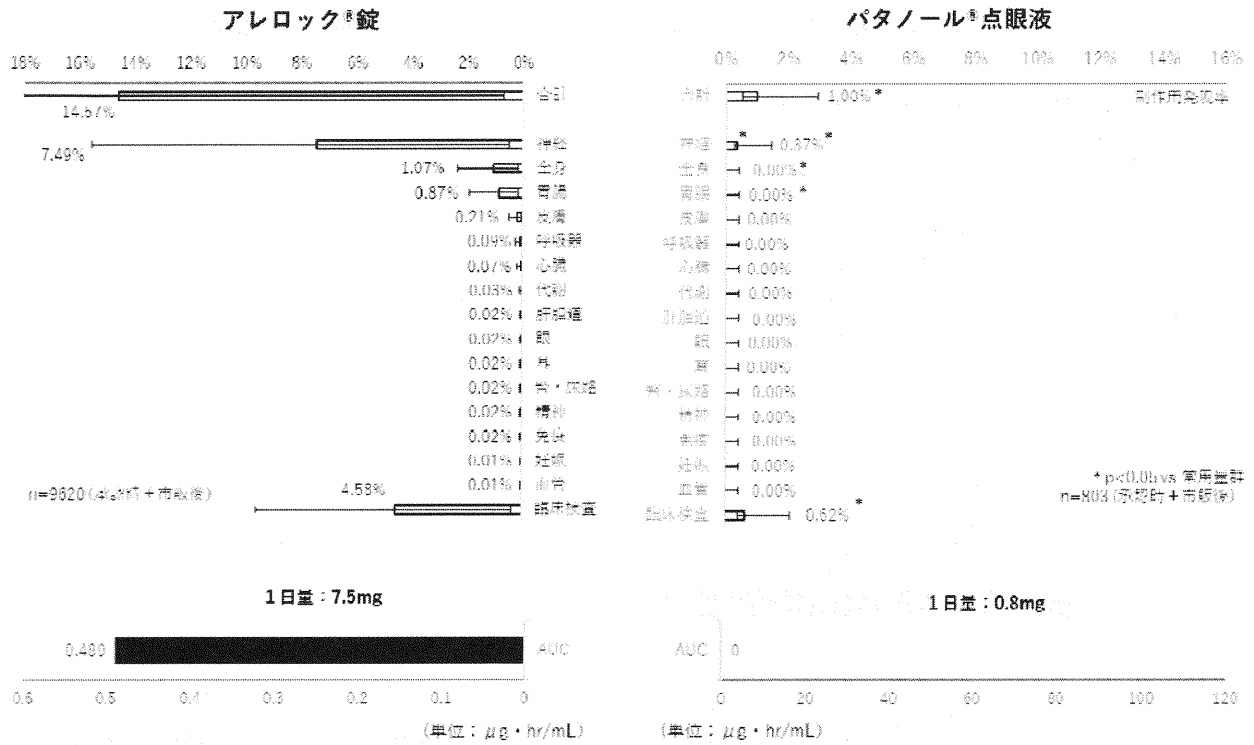 アレロック®錠
18% 16% 14% 12% 10% 8% 6% 4% 2% 0%
合計
14.67%
神経
7.49%
1.07% 全身
0.87% 胃腸
0.21% 皮膚
0.09% 呼吸器
0.07% 心臓
0.03% 代謝
0.02% 肝胆道
0.02% 眼
0.02% 耳
0.02% 腎・尿路
0.02% 精神
0.02% 免疫
0.01% 妊娠
0.01% 血管
n=9620(承認時+市販後)
4.58%
臨床検査
1日量:7.5mg
0.489 AUC
0.6 0.5 0.4 0.3 0.2 0.1 0
(単位:μg・hr/mL)
パタノール®点眼液
0% 2% 4% 6% 8% 10% 12% 14% 16%
合計 1.00%* 副作用発現率
神経 * 0.37%*
全身 0.00%*
胃腸 0.00%*
皮膚 0.00%
呼吸器 0.00%
心臓 0.00%
代謝 0.00%
肝胆道 0.00%
眼 0.00%
耳 0.00%
腎・尿路 0.00%
精神 0.00%
免疫 0.00%
妊娠 0.00%
血管 0.00%
* p<0.05 vs 常用量群
n=803(承認時+市販後)
臨床検査 0.62%*
1日量:0.8mg
AUC 0
0 20 40 60 80 100 120
(単位:μg・hr/mL)